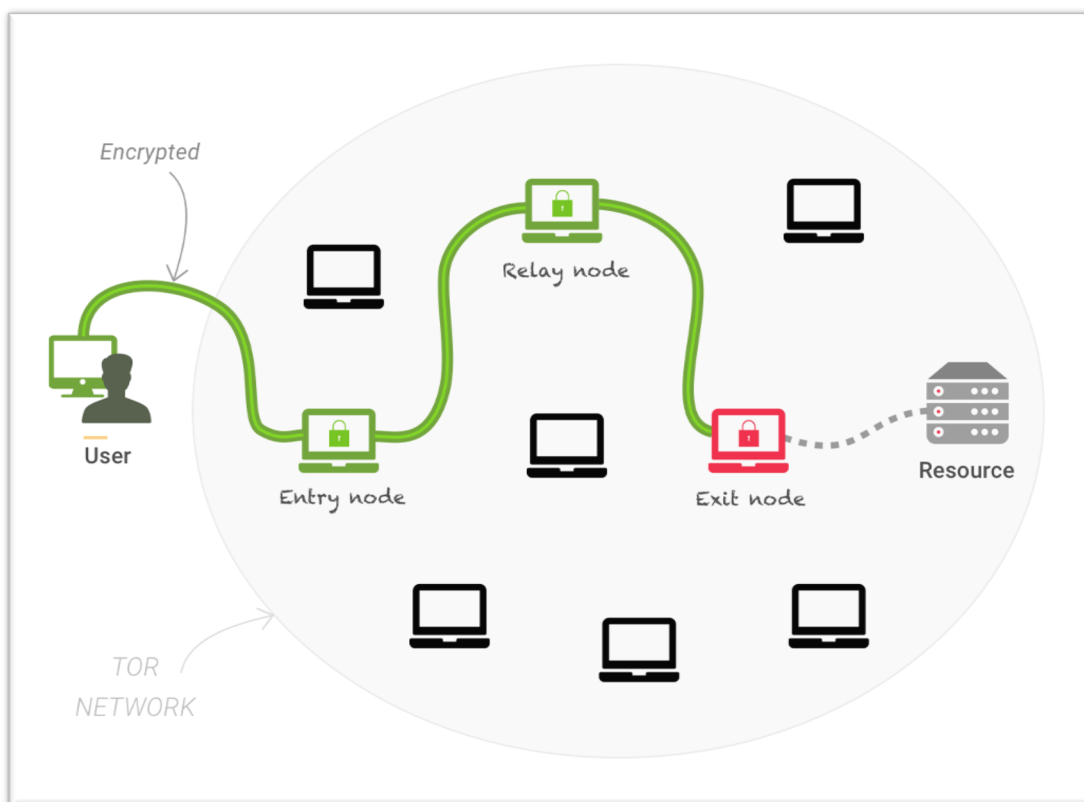 Encrypted
Relay node
User
Entry node
Exit node
Resource
TOR
NETWORK